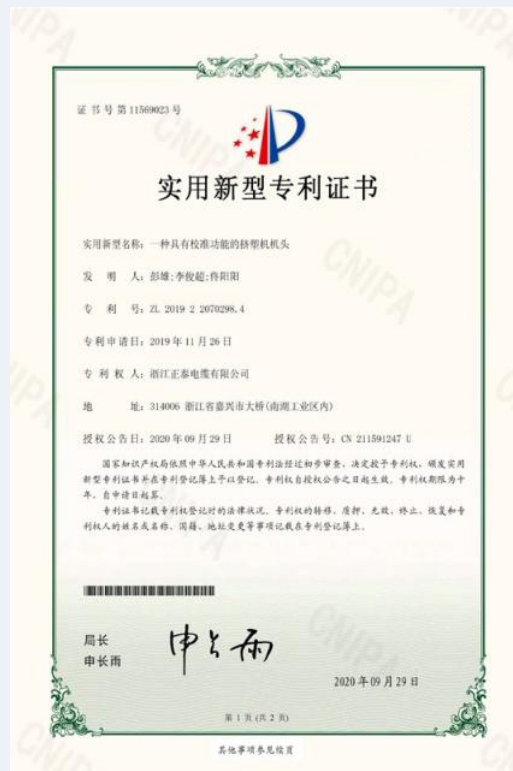 证书号第11569023号
实用新型专利证书
实用新型名称：一种具有校准功能的挤塑机机头
发 明 人：彭雄;李俊超;佟阳阳
专 利 号：ZL 2019 2 2070298.4
专利申请日：2019年11月26日
专 利 权 人：浙江正泰电缆有限公司
地 址：314006 浙江省嘉兴市大桥(南湖工业区内)
授权公告日：2020年09月29日 授权公告号：CN 211591247 U
国家知识产权局依照中华人民共和国专利法经过初步审查，决定授予专利权，颁发实用
新型专利证书并在专利登记簿上予以登记。专利权自授权公告之日起生效。专利权期限为十
年，自申请日起算。
专利证书记载专利权登记时的法律状况。专利权的转移、质押、无效、终止、恢复和专
利权人的姓名或名称、国籍、地址变更等事项记载在专利登记簿上。
局长
申长雨
申长雨
2020年09月29日
第 1 页 (共 2 页)
其他事项参见续页
CNIPA
CNIPA
CNIPA
CNIPA
CNIPA